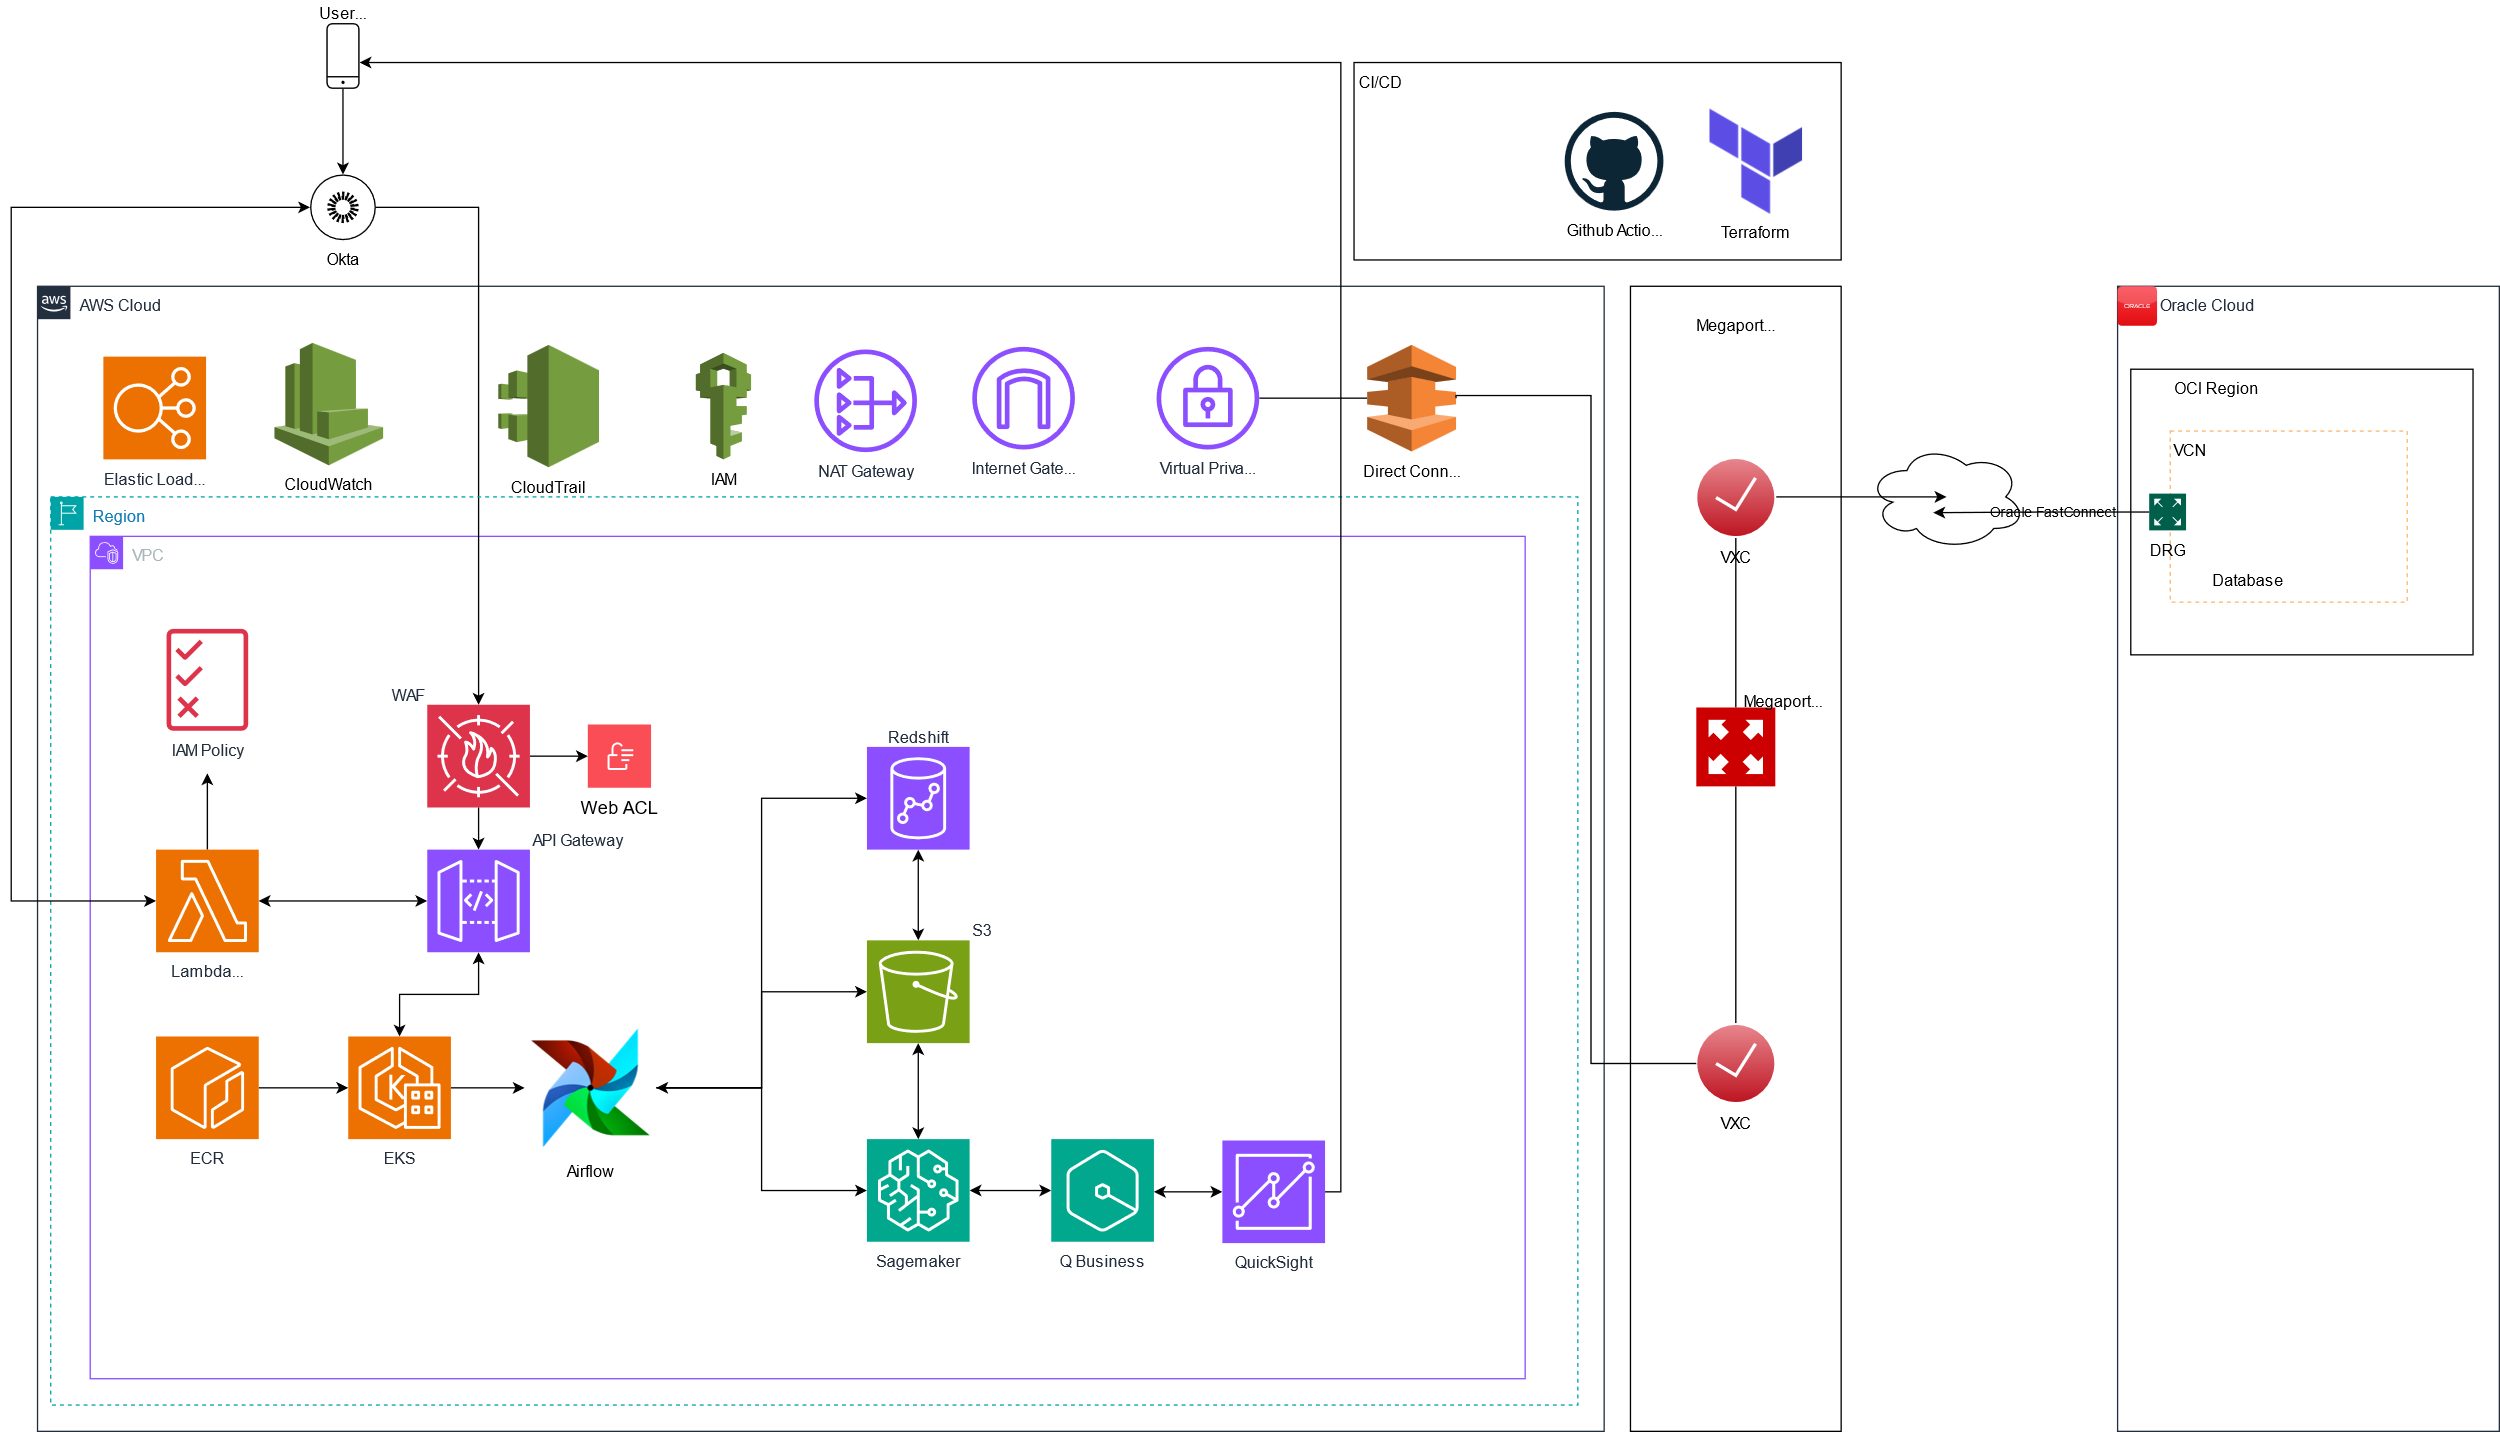 User...
CI/CD
Github Actio...
Terraform
Okta
aws
AWS Cloud
Megaport...
ORACLE
Oracle Cloud
OCI Region
VCN
Elastic Load...
CloudWatch
CloudTrail
IAM
NAT Gateway
Internet Gate...
Virtual Priva...
Direct Conn...
Region
VPC
Oracle FastConnect
VXC
DRG
Database
WAF
IAM Policy
Web ACL
Redshift
Megaport...
API Gateway
S3
Lambda...
K
ECR
EKS
Airflow
VXC
Sagemaker
Q Business
QuickSight